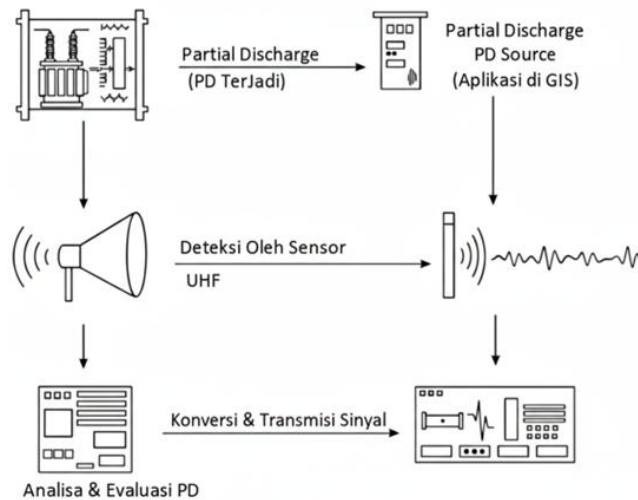 Partial Discharge
(PD TerJadi)
Partial Discharge
PD Source
(Aplikasi di GIS)
Deteksi Oleh Sensor
UHF
Konversi & Transmisi Sinyal
Analisa & Evaluasi PD